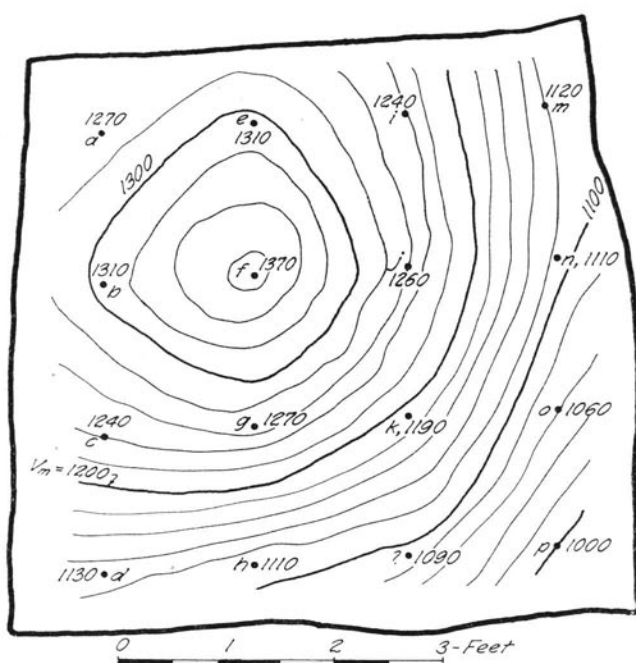 1270
a
e
1310
1240
i
1120
m
1300
1100
1310
b
f 1370
j
1260
n, 1110
1240
c
g 1270
k, 1190
o 1060
Vm = 1200?
1130 d
h 1110
? 1090
p 1000
0 1 2 3-Feet